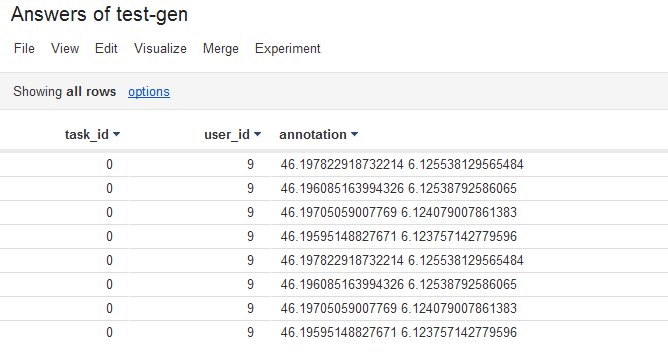 Answers of test-gen
File View Edit Visualize Merge Experiment
Showing all rows options
task_id user_id annotation
0 9 46.197822918732214 6.125538129565484
0 9 46.196085163994326 6.12538792586065
0 9 46.19705059007769 6.124079007861383
0 9 46.19595148827671 6.123757142779596
0 9 46.197822918732214 6.125538129565484
0 9 46.196085163994326 6.12538792586065
0 9 46.19705059007769 6.124079007861383
0 9 46.19595148827671 6.123757142779596